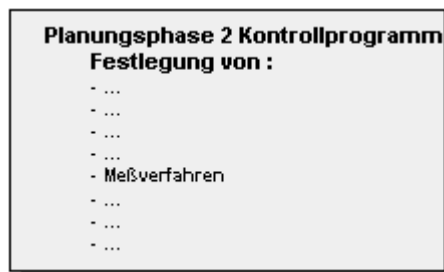 Planungsphase 2 Kontrollprogramm
Festlegung von :
- ...
- ...
- ...
- ...
- Meßverfahren
- ...
- ...
- ...